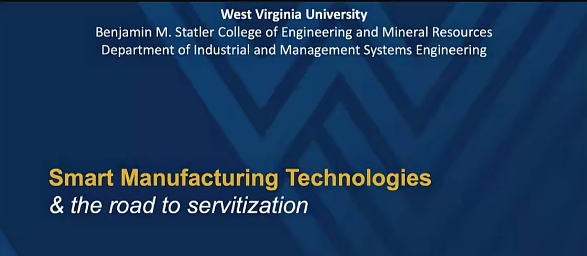 West Virginia University
Benjamin M. Statler College of Engineering and Mineral Resources
Department of Industrial and Management Systems Engineering
Smart Manufacturing Technologies
& the road to servitization